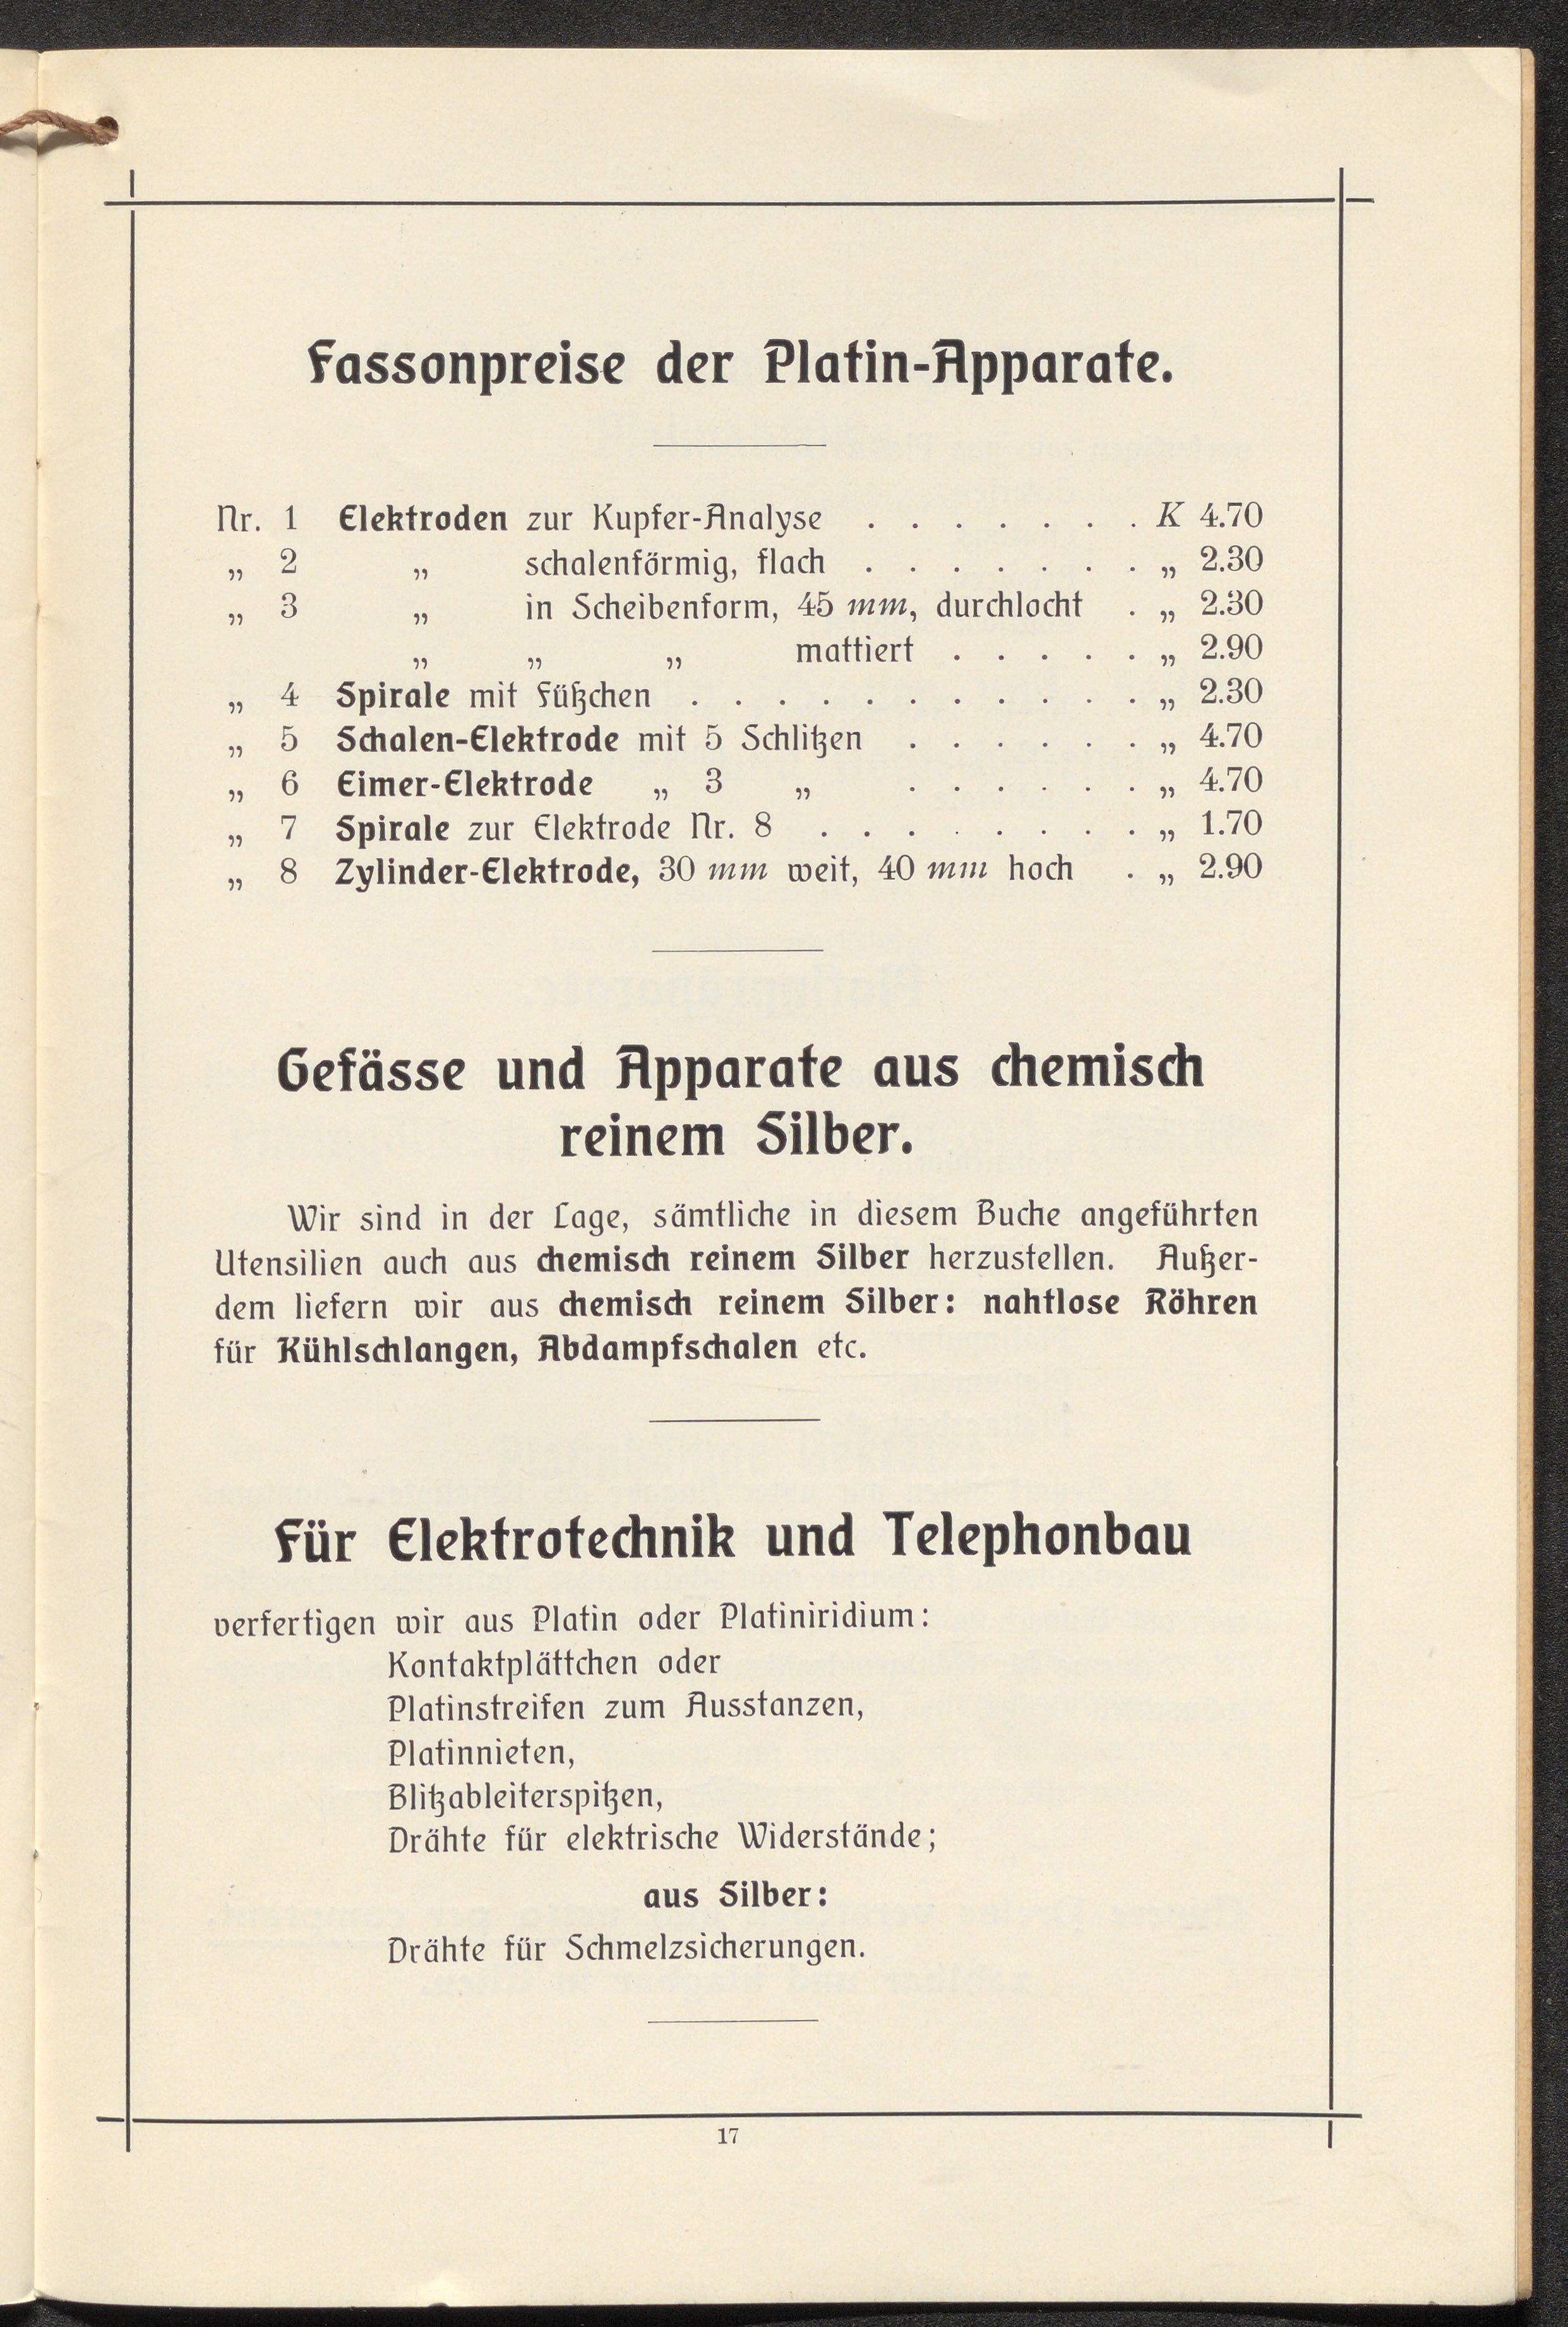 Fassonpreise der Platin-Apparate.
Nr. 1 Elektroden zur Kupfer-Analyse . . . . . . . K 4.70
„ 2 „ schalenförmig, flach . . . . . . . „ 2.30
„ 3 „ in Scheibenform, 45 mm, durchlocht . „ 2.30
„ „ „ mattiert . . . . . „ 2.90
„ 4 Spirale mit Füßchen . . . . . . . . . . . „ 2.30
„ 5 Schalen-Elektrode mit 5 Schlitzen . . . . . . „ 4.70
„ 6 Eimer-Elektrode „ 3 „ . . . . . . „ 4.70
„ 7 Spirale zur Elektrode Nr. 8 . . . . . . . . „ 1.70
„ 8 Zylinder-Elektrode, 30 mm weit, 40 mm hoch . „ 2.90
Gefässe und Apparate aus chemisch
reinem Silber.
Wir sind in der Lage, sämtliche in diesem Buche angeführten
Utensilien auch aus chemisch reinem Silber herzustellen. Außer-
dem liefern wir aus chemisch reinem Silber: nahtlose Röhren
für Kühlschlangen, Abdampfschalen etc.
Für Elektrotechnik und Telephonbau
verfertigen wir aus Platin oder Platiniridium:
Kontaktplättchen oder
Platinstreifen zum Ausstanzen,
Platinnieten,
Blitzableiterspitzen,
Drähte für elektrische Widerstände;
aus Silber:
Drähte für Schmelzsicherungen.
17